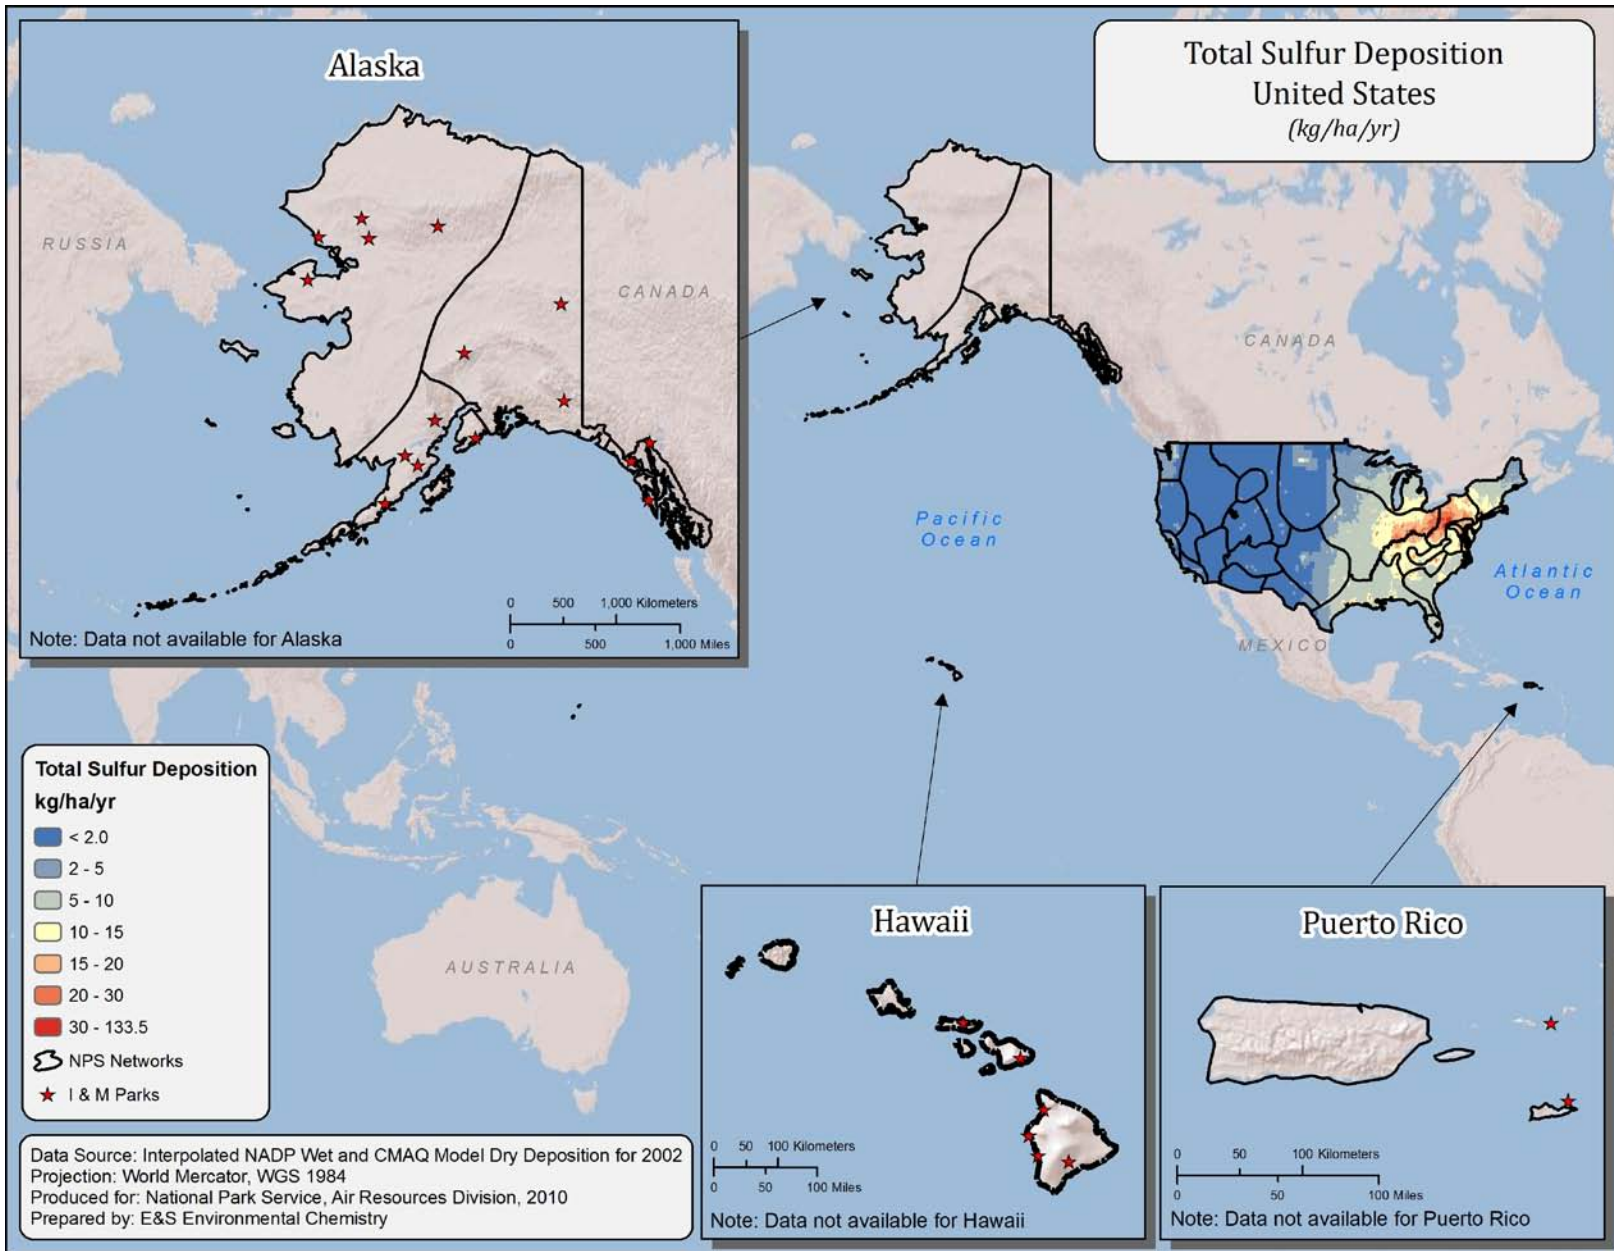 Alaska
Total Sulfur Deposition
United States
(kg/ha/yr)
RUSSIA
CANADA
CANADA
0 500 1,000 Kilometers
0 500 1,000 Miles
Note: Data not available for Alaska
Pacific
Ocean
Atlantic
Ocean
MEXICO
Total Sulfur Deposition
kg/ha/yr
< 2.0
2 - 5
5 - 10
10 - 15
15 - 20
20 - 30
30 - 133.5
NPS Networks
I & M Parks
AUSTRALIA
Hawaii
0 50 100 Kilometers
0 50 100 Miles
Note: Data not available for Hawaii
Puerto Rico
0 50 100 Kilometers
0 50 100 Miles
Note: Data not available for Puerto Rico
Data Source: Interpolated NADP Wet and CMAQ Model Dry Deposition for 2002
Projection: World Mercator, WGS 1984
Produced for: National Park Service, Air Resources Division, 2010
Prepared by: E&S Environmental Chemistry